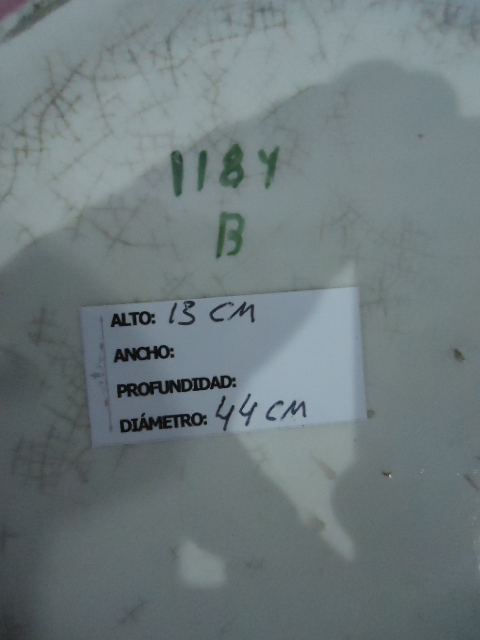 1184
B
ALTO: 13 CM
ANCHO:
PROFUNDIDAD:
DIÁMETRO: 44 CM